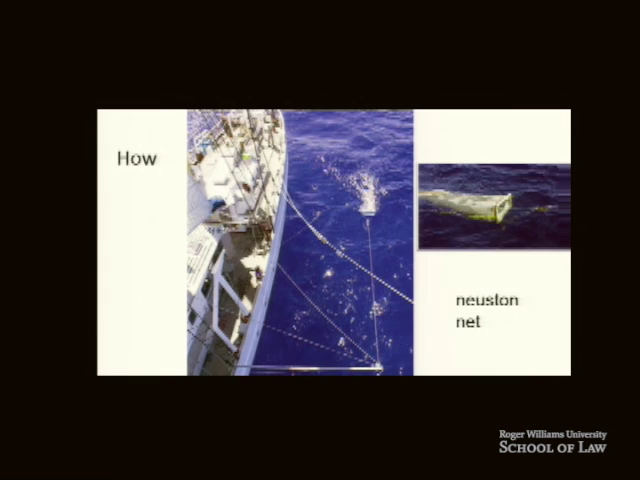 How
neuston
net
Roger Williams University
SCHOOL OF LAW